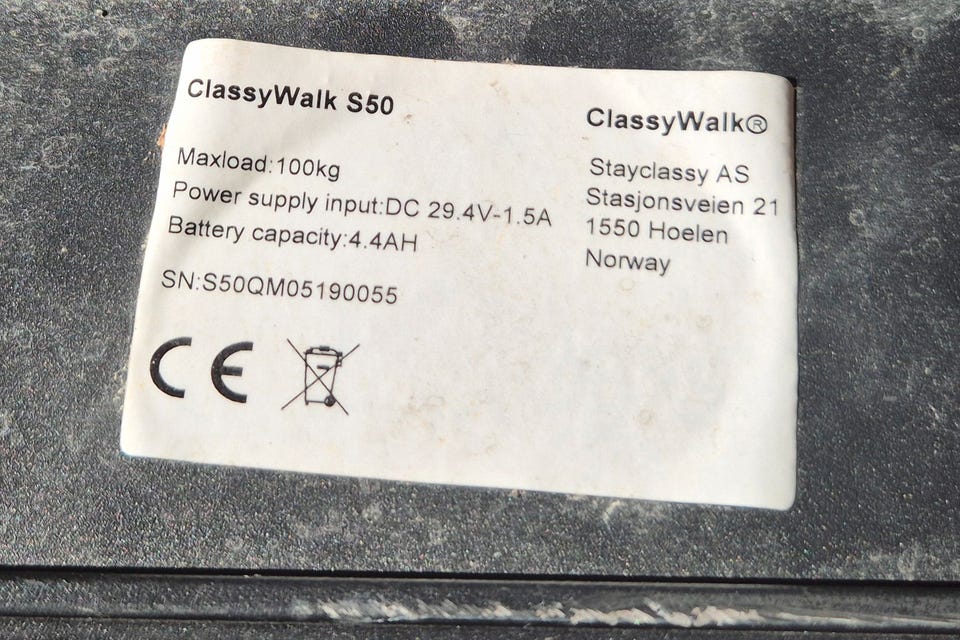 ClassyWalk S50
Maxload:100kg
Power supply input:DC 29.4V-1.5A
Battery capacity:4.4AH
SN:S50QM05190055
CE
ClassyWalk®
Stayclassy AS
Stasjonsveien 21
1550 Hoelen
Norway